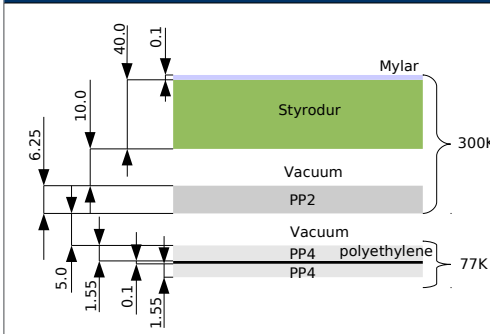 40.0
0.1
Mylar
10.0
Styrodur
6.25
300K
Vacuum
PP2
Vacuum
PP4
polyethylene
77K
PP4
5.0
1.55
0.1
1.55